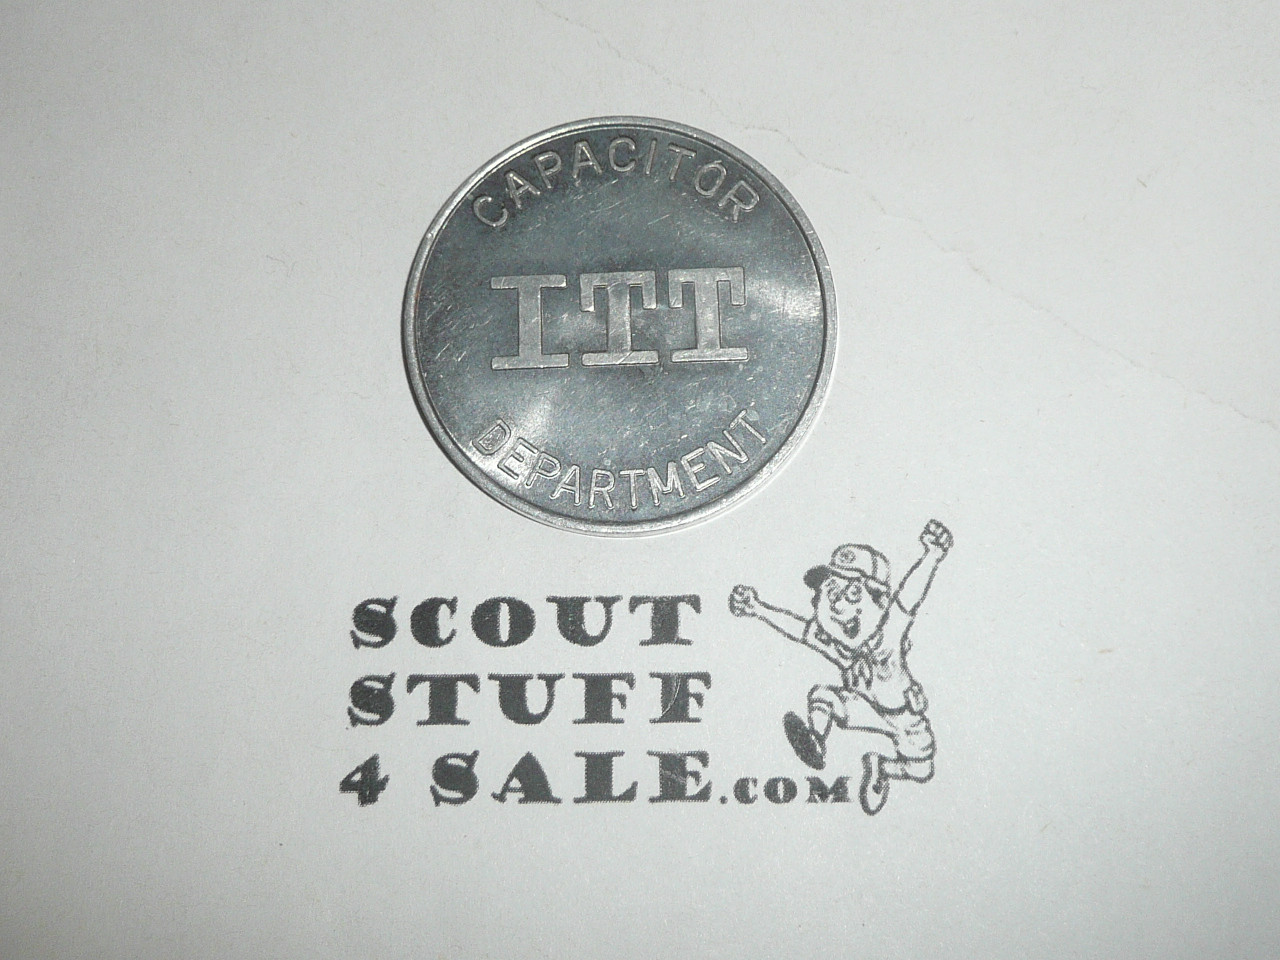 CAPACITOR
ITT
DEPARTMENT
SCOUT
STUFF
4 SALE.COM